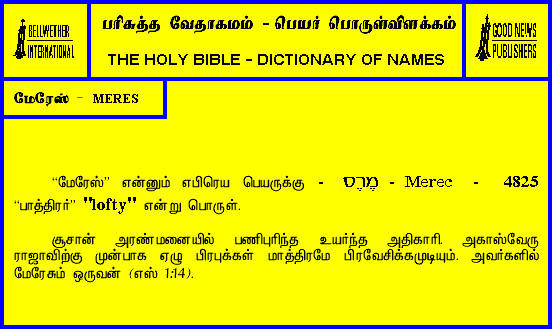 BELLWETHER
INTERNATIONAL
பரிசுத்த வேதாகமம் - பெயர் பொருள்விளக்கம்
THE HOLY BIBLE - DICTIONARY OF NAMES
GOOD NEWS
PUBLISHERS
மேரேஸ் - MERES
“மேரேஸ்” என்னும் எபிரெய பெயருக்கு - מֶרֶס - Merec - 4825
“பாத்திரர்” "lofty" என்று பொருள்.
சூசான் அரண்மனையில் பணிபுரிந்த உயர்ந்த அதிகாரி. அகாஸ்வேரு
ராஜாவிற்கு முன்பாக ஏழு பிரபுக்கள் மாத்திரமே பிரவேசிக்கமுடியும். அவர்களில்
மேரேசும் ஒருவன் (எஸ் 1:14).